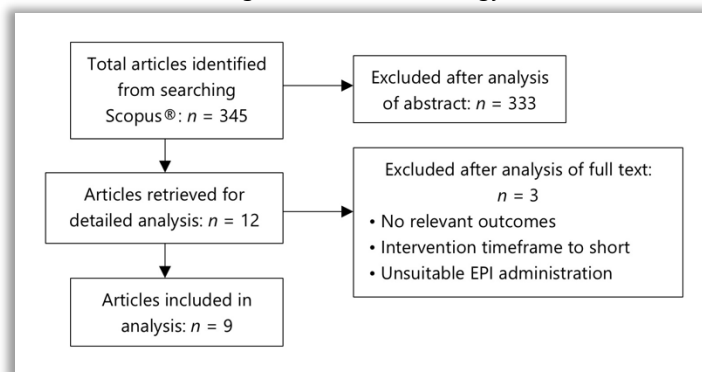 Total articles identified
from searching
Scopus®: n = 345
Excluded after analysis
of abstract: n = 333
Articles retrieved for
detailed analysis: n = 12
Excluded after analysis of full text:
n = 3
• No relevant outcomes
• Intervention timeframe to short
• Unsuitable EPI administration
Articles included in
analysis: n = 9